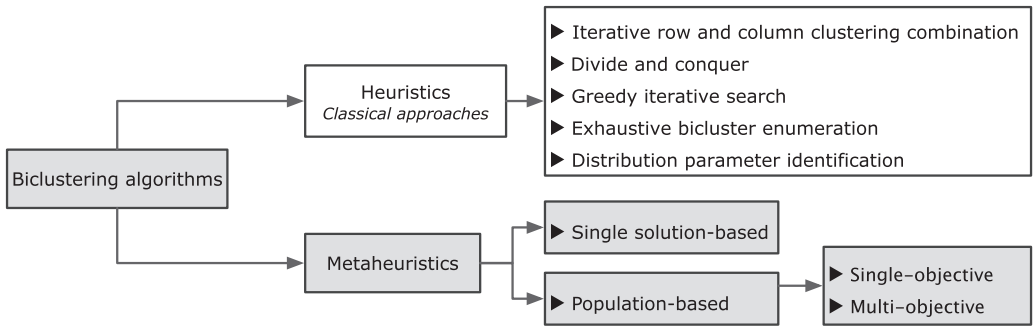 Biclustering algorithms
Heuristics
Classical approaches
▶ Iterative row and column clustering combination
▶ Divide and conquer
▶ Greedy iterative search
▶ Exhaustive bicluster enumeration
▶ Distribution parameter identification
Metaheuristics
▶ Single solution-based
▶ Population-based
▶ Single-objective
▶ Multi-objective